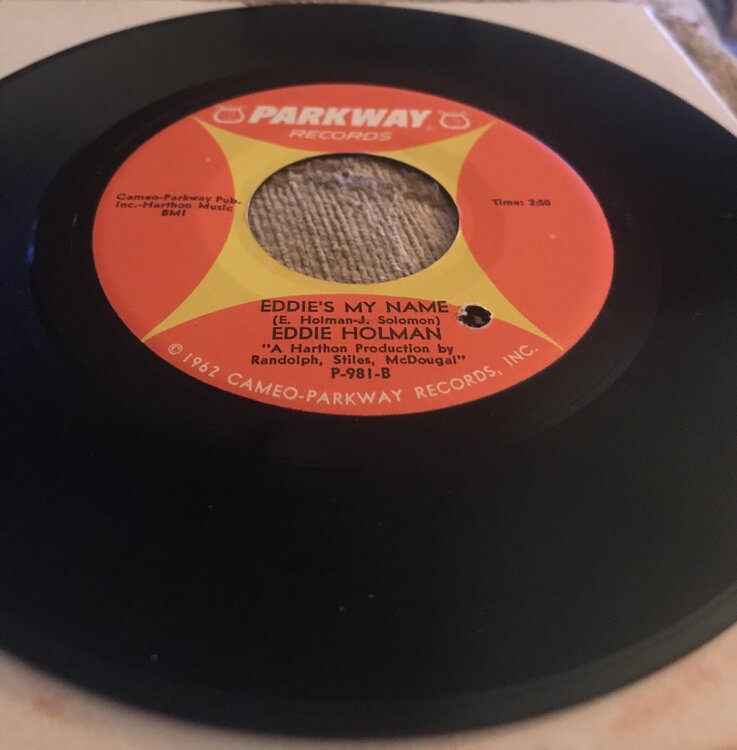 PARKWAY
RECORDS
Cameo-Parkway Pub.
Inc.-Harthon Music
BMI
Time: 2:50
EDDIE'S MY NAME
(E. Holman-J. Solomon)
EDDIE HOLMAN
"A Harthon Production by
Randolph, Stiles, McDougal"
P-981-B
© 1962 CAMEO-PARKWAY RECORDS, INC.